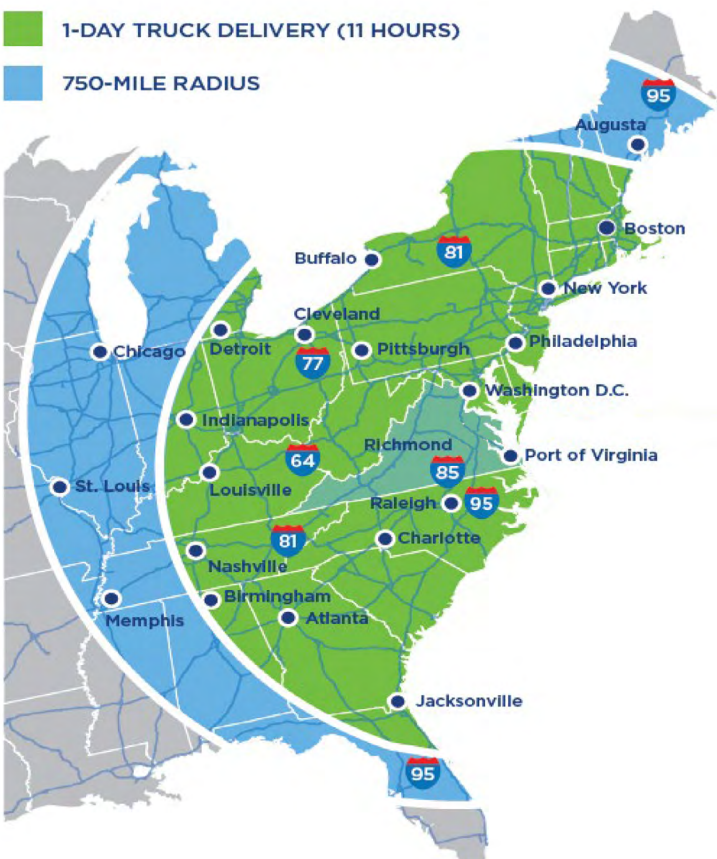 1-DAY TRUCK DELIVERY (11 HOURS)
750-MILE RADIUS
95
Augusta
Boston
81
Buffalo
New York
Cleveland
Detroit
Pittsburgh
Philadelphia
Chicago
77
Washington D.C.
Indianapolis
Richmond
Port of Virginia
64
85
St. Louis
Louisville
Raleigh
95
81
Charlotte
Nashville
Birmingham
Memphis
Atlanta
Jacksonville
95